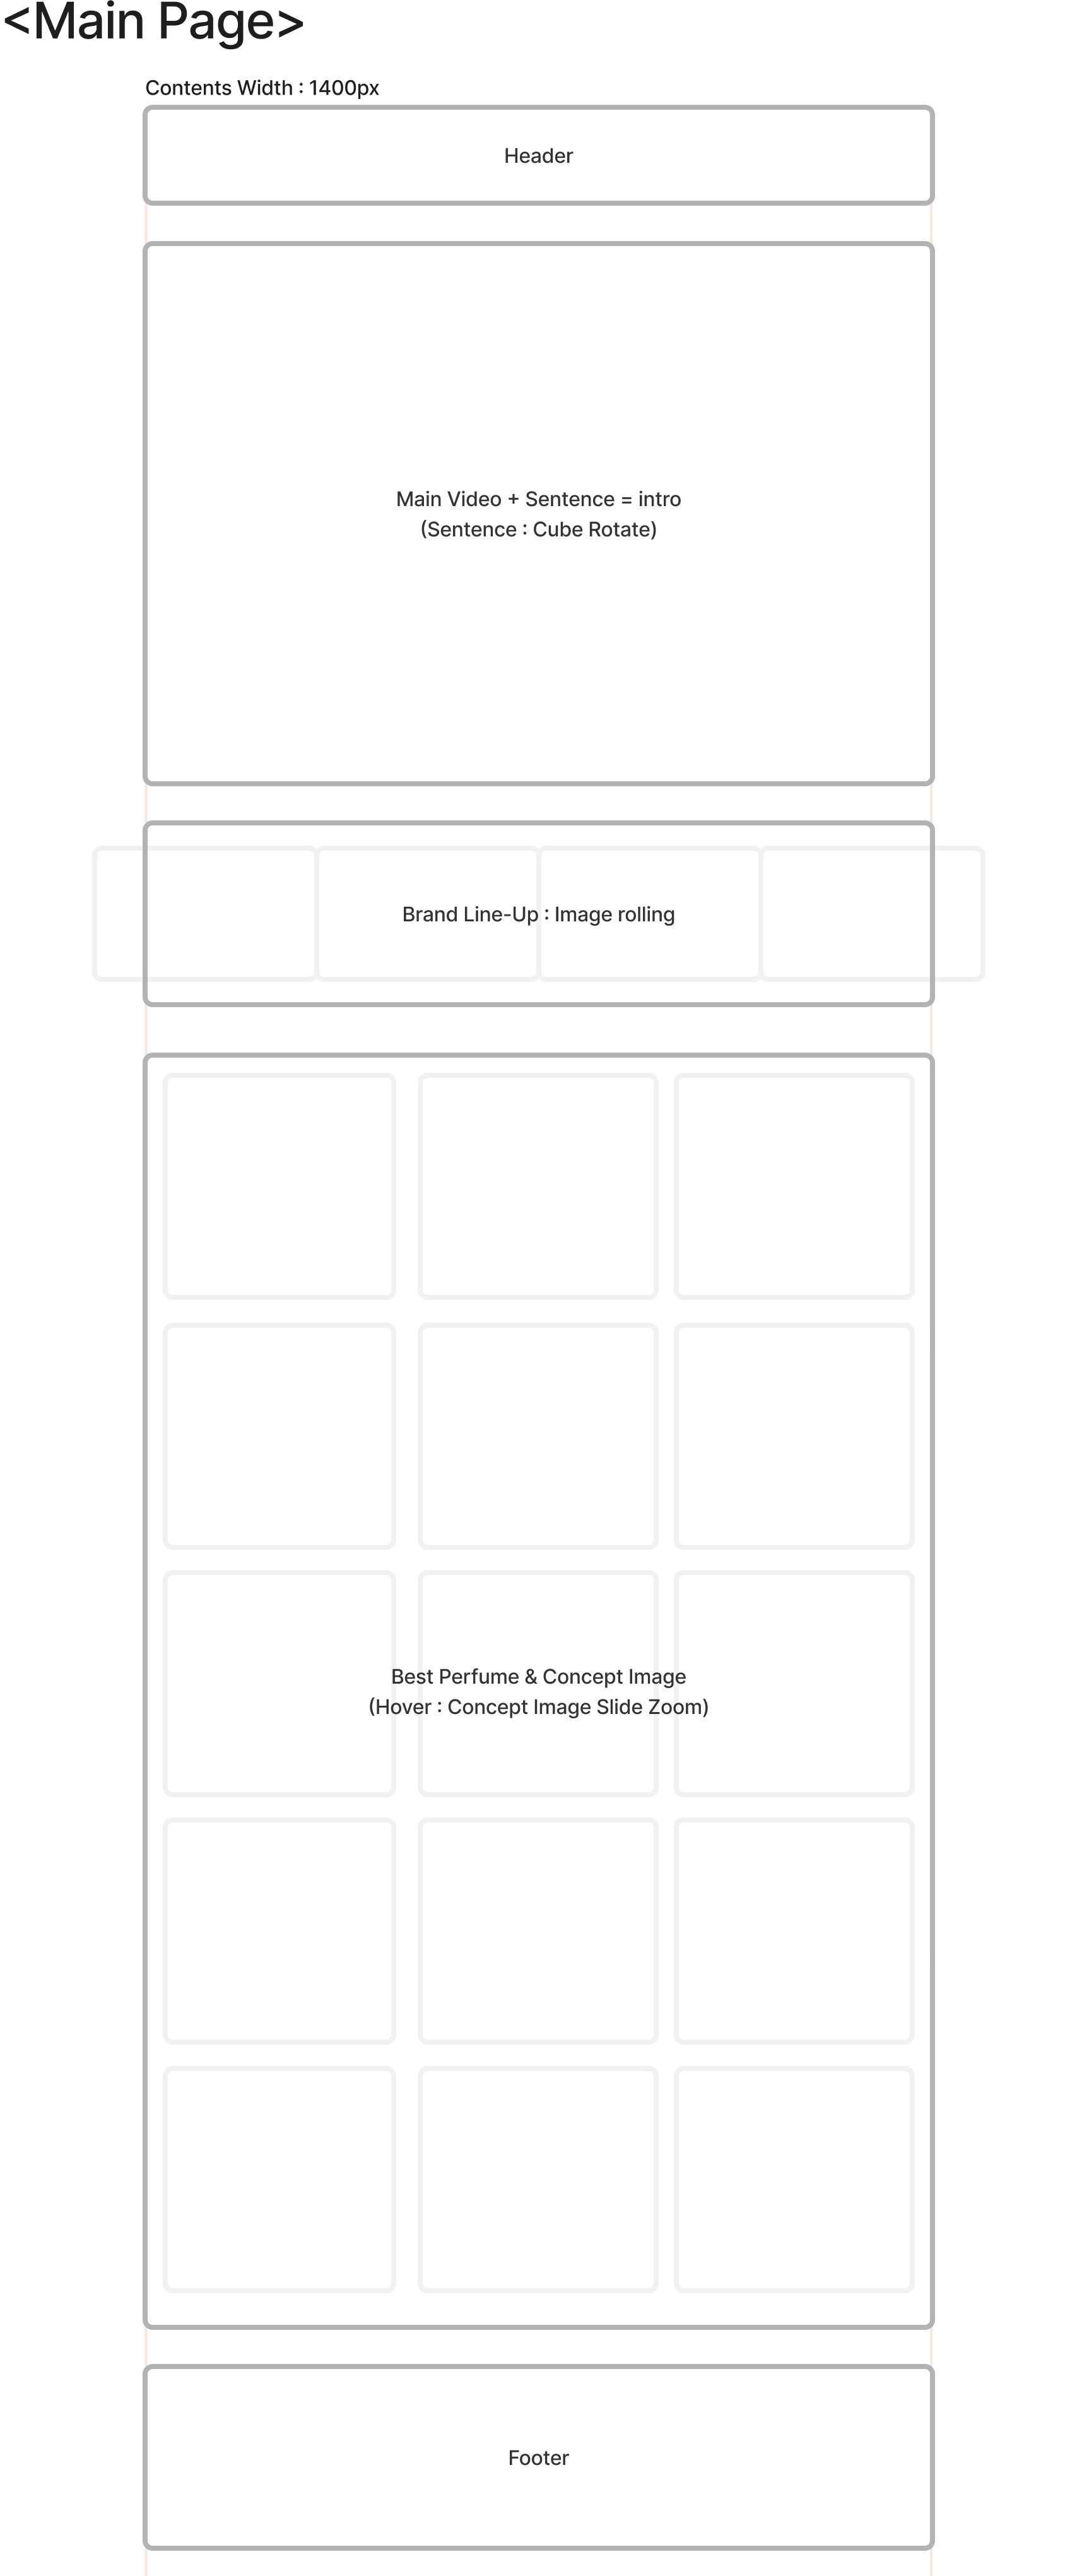 <Main Page>
Contents Width : 1400px
Header
Main Video + Sentence = intro
(Sentence : Cube Rotate)
Brand Line-Up : Image rolling
Best Perfume & Concept Image
(Hover : Concept Image Slide Zoom)
Footer